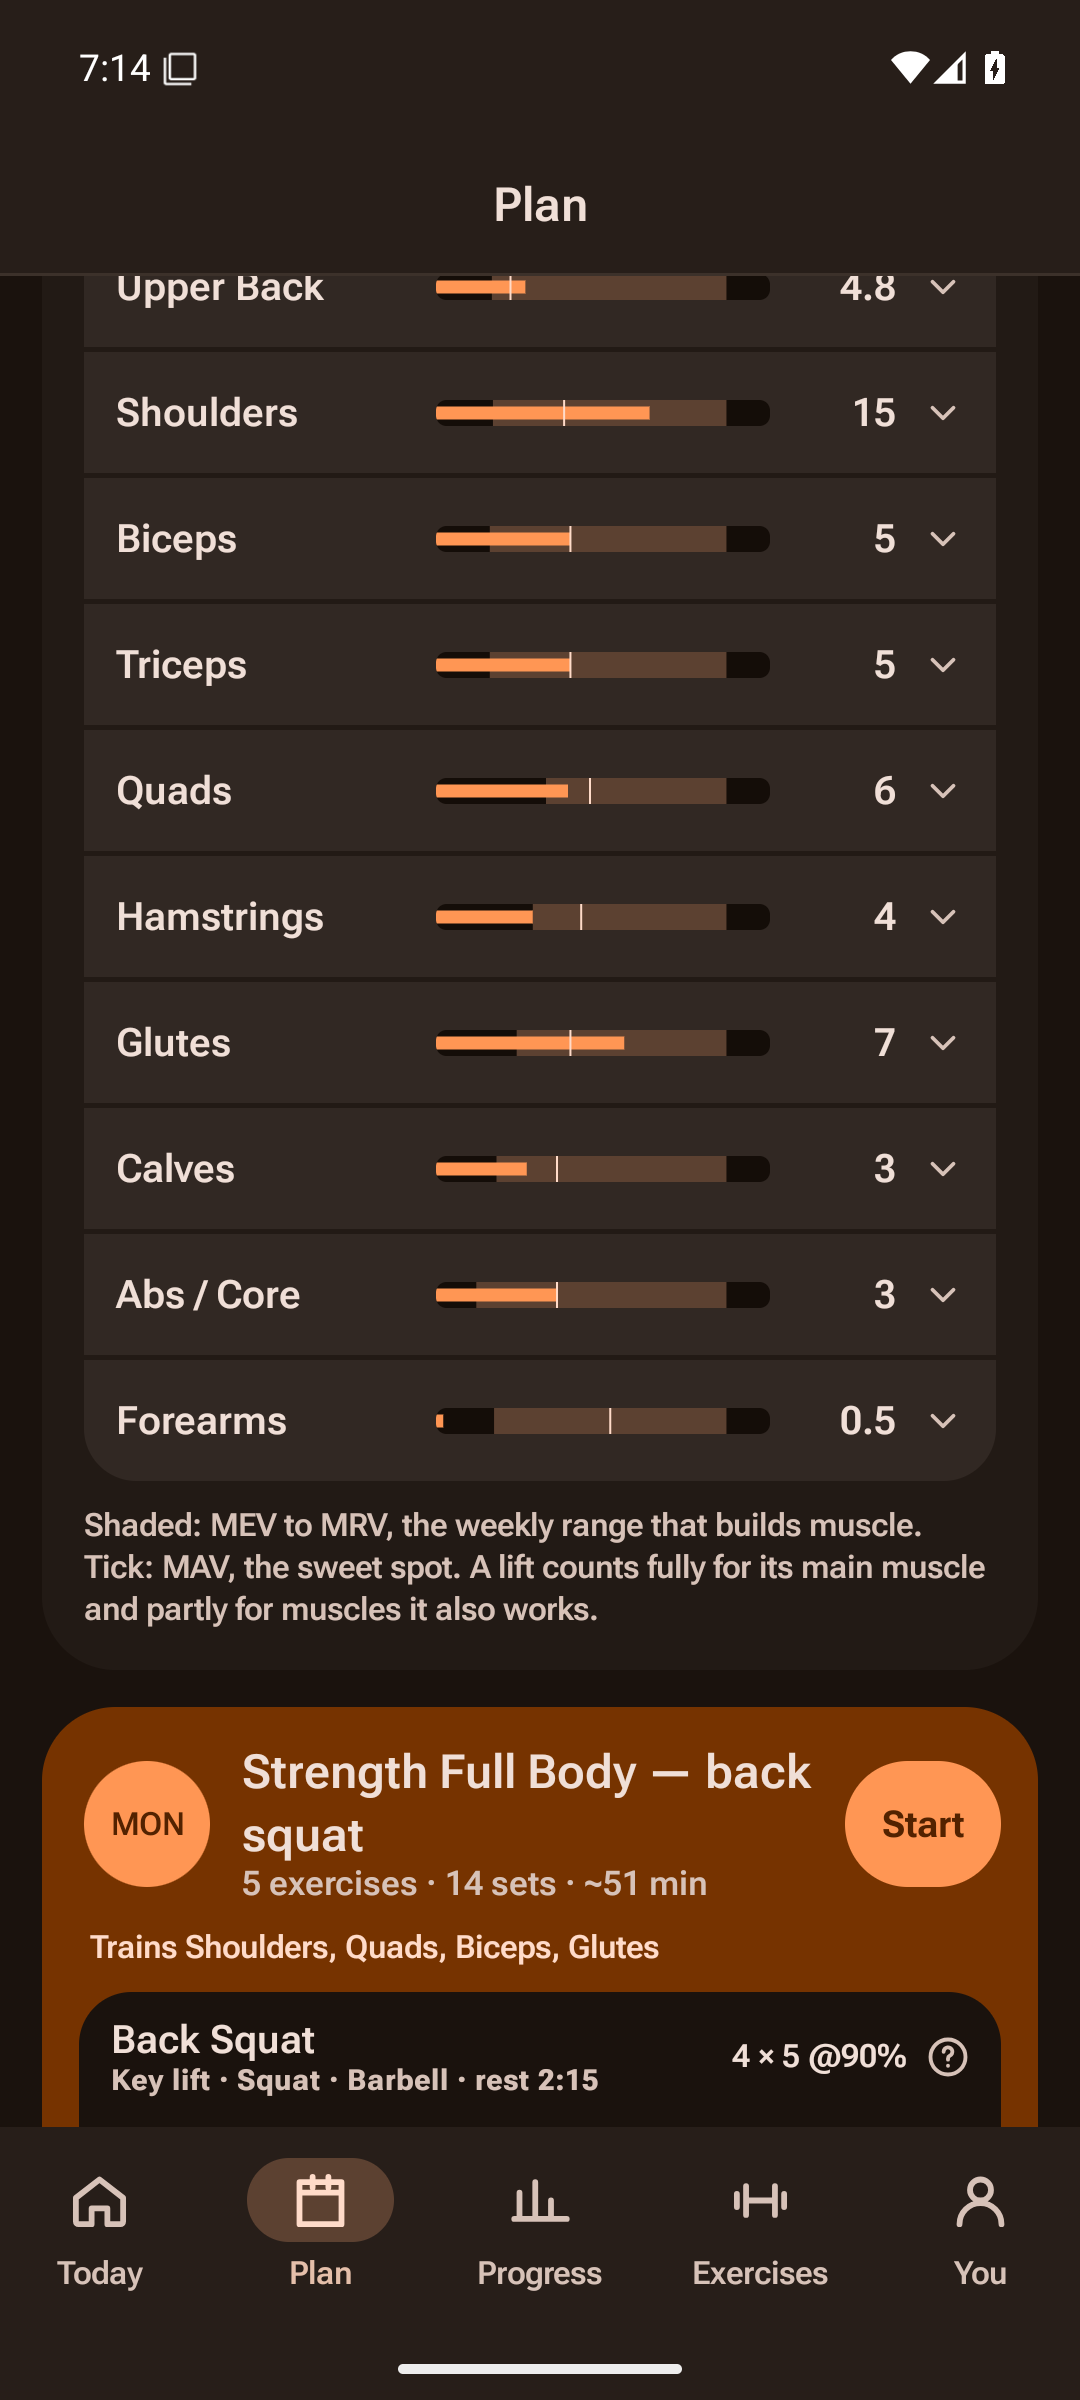 7:14
Plan
Upper Back 4.8
Shoulders 15
Biceps 5
Triceps 5
Quads 6
Hamstrings 4
Glutes 7
Calves 3
Abs / Core 3
Forearms 0.5
Shaded: MEV to MRV, the weekly range that builds muscle.
Tick: MAV, the sweet spot. A lift counts fully for its main muscle
and partly for muscles it also works.
MON
Strength Full Body — back
squat
5 exercises · 14 sets · ~51 min
Start
Trains Shoulders, Quads, Biceps, Glutes
Back Squat
Key lift · Squat · Barbell · rest 2:15
4 × 5 @90%
Today Plan Progress Exercises You